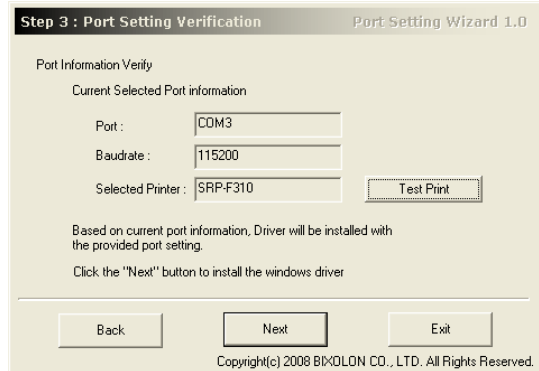 Step 3 : Port Setting Verification Port Setting Wizard 1.0
Port Information Verify
Current Selected Port information
Port : COM3
Baudrate : 115200
Selected Printer : SRP-F310 Test Print
Based on current port information, Driver will be installed with
the provided port setting.
Click the "Next" button to install the windows driver
Back Next Exit
Copyright(c) 2008 BIXOLON CO., LTD. All Rights Reserved.